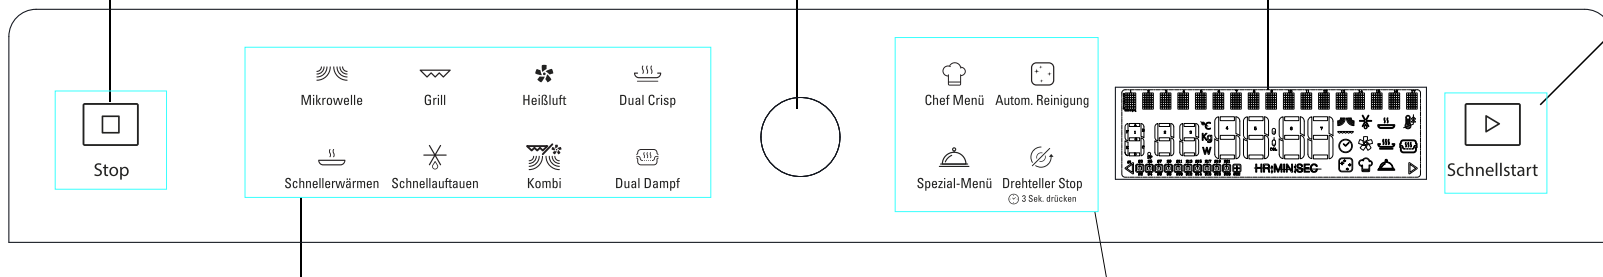 Stop
Mikrowelle
Grill
Heißluft
Dual Crisp
Schnellerwärmen
Schnellauftauen
Kombi
Dual Dampf
Chef Menü
Autom. Reinigung
Spezial-Menü
Drehteller Stop
3 Sek. drücken
°C
Kg
W
HR:MIN:SEC
Schnellstart